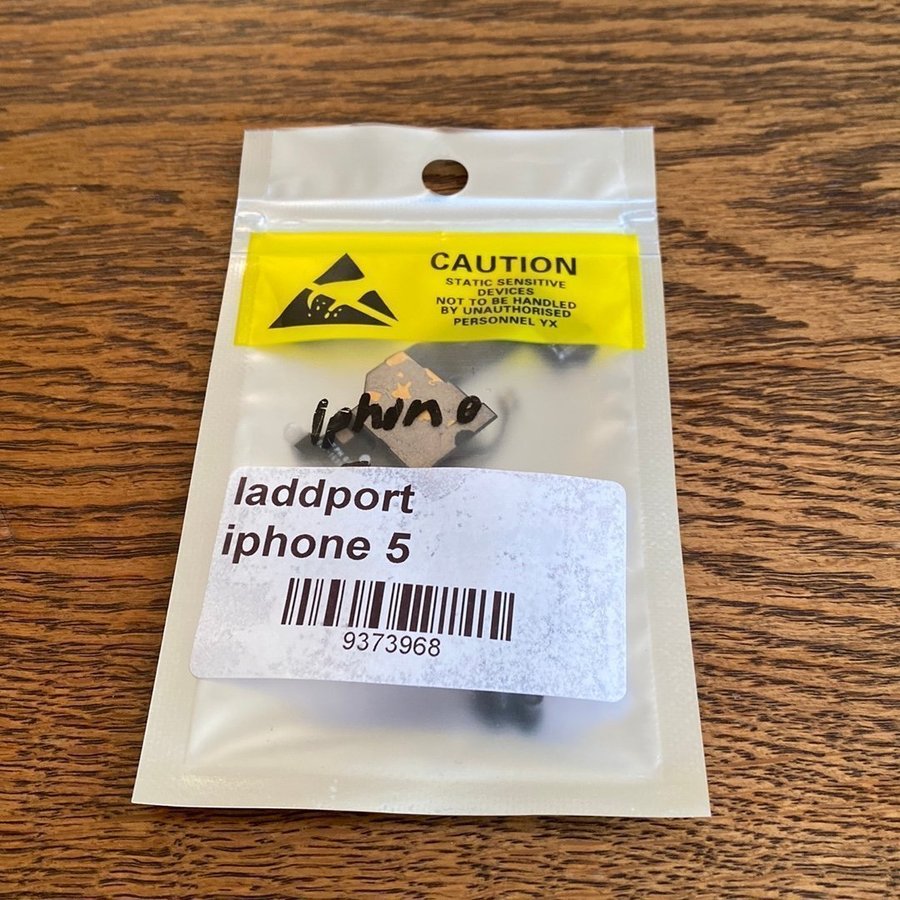 CAUTION
STATIC SENSITIVE
DEVICES
NOT TO BE HANDLED
BY UNAUTHORISED
PERSONNEL YX
iphone
laddport
iphone 5
9373968